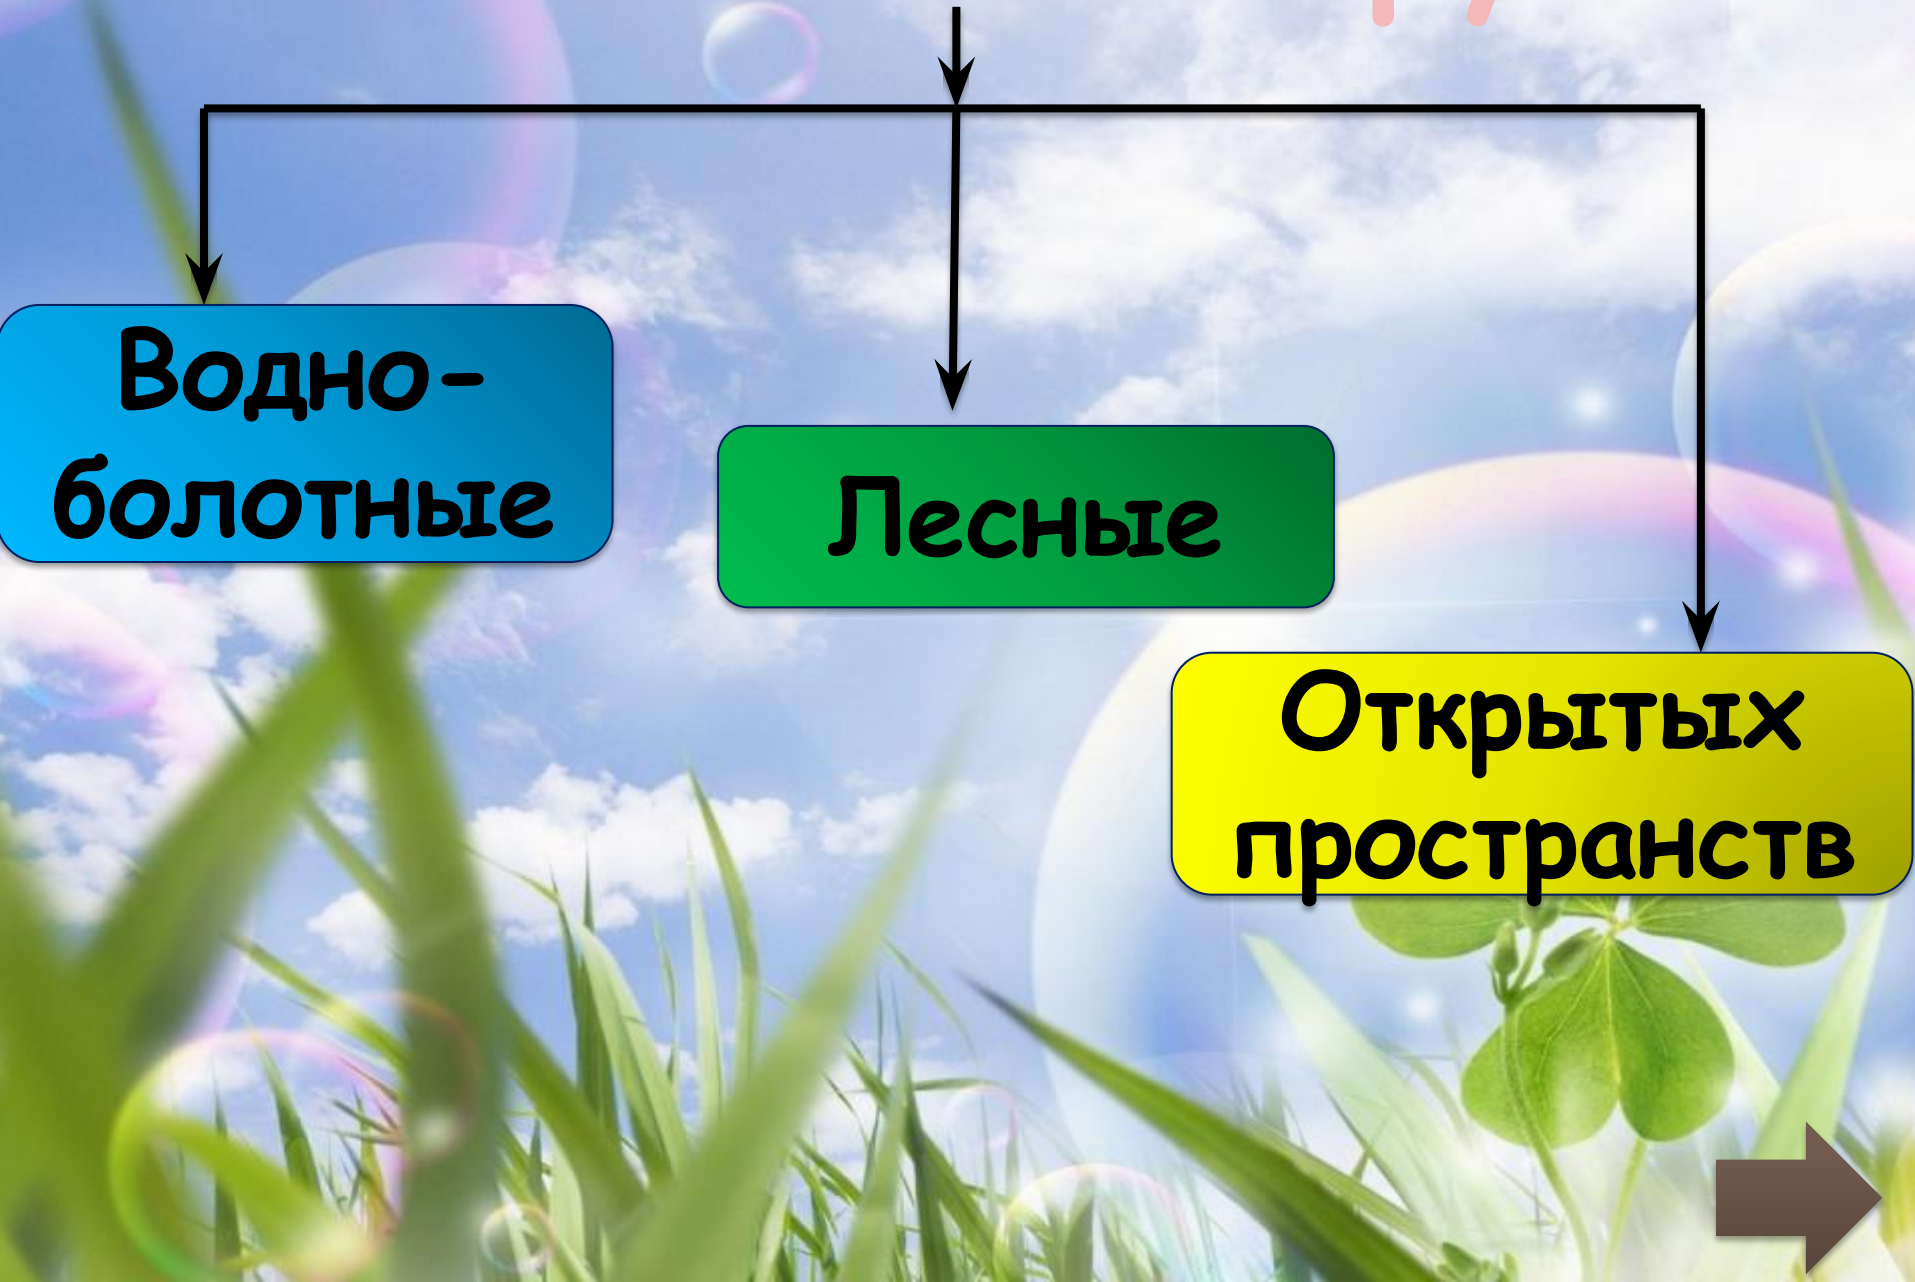 Водно-
болотные
Лесные
Открытых
пространств